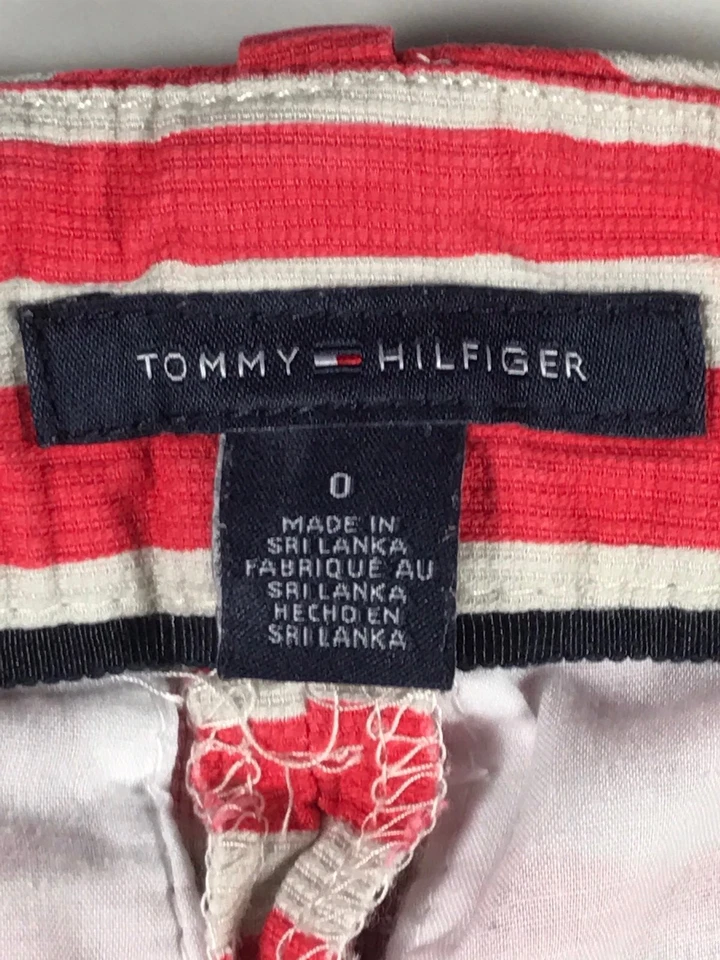 TOMMY HILFIGER
0
MADE IN
SRI LANKA
FABRIQUÉ AU
SRI LANKA
HECHO EN
SRI LANKA